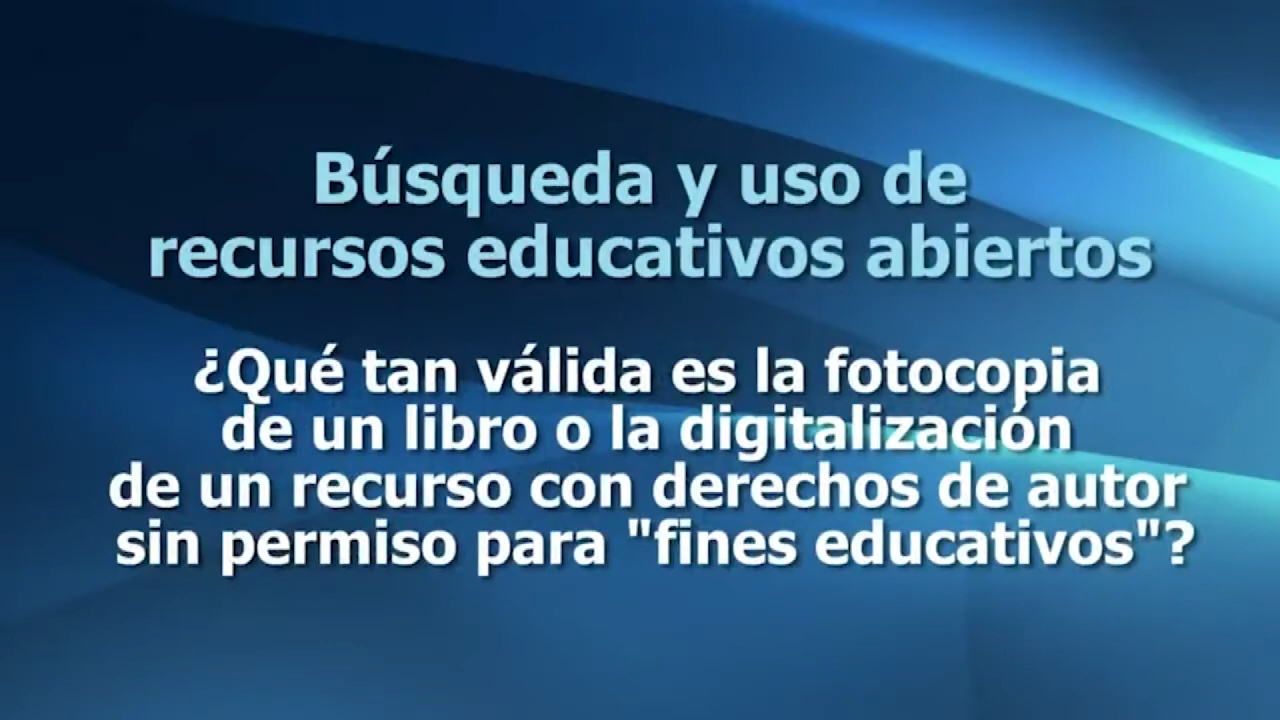 Búsqueda y uso de
recursos educativos abiertos
¿Qué tan válida es la fotocopia
de un libro o la digitalización
de un recurso con derechos de autor
sin permiso para "fines educativos"?